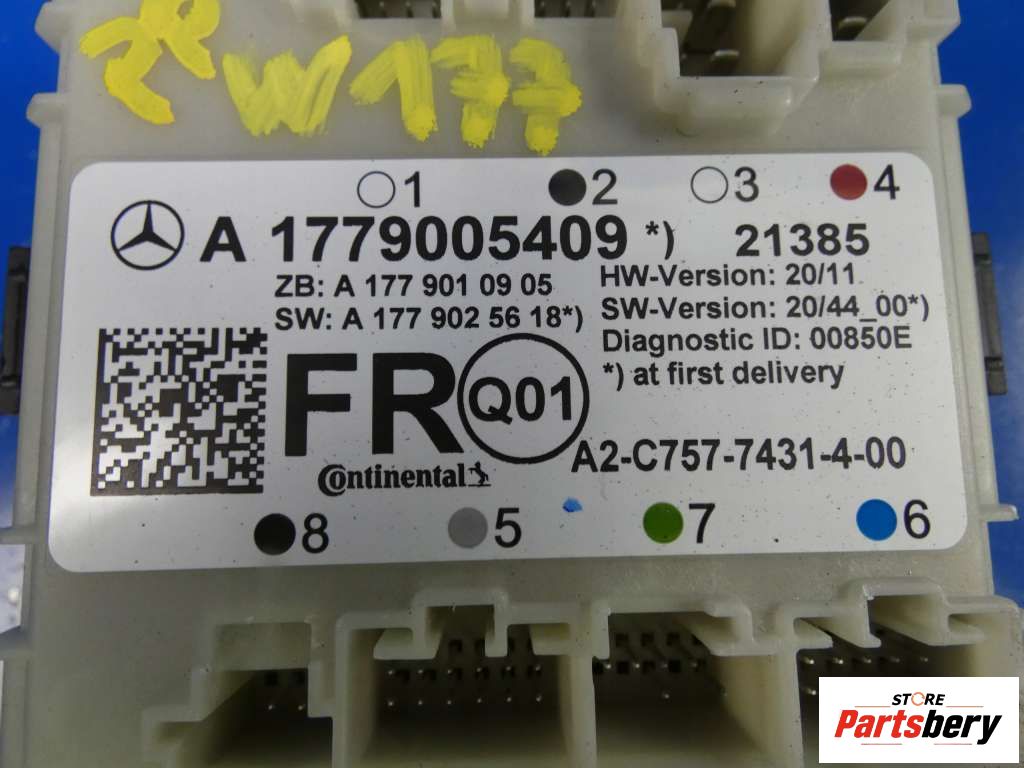 W177
1 2 3 4
A 1779005409 *) 21385
ZB: A 177 901 09 05
SW: A 177 902 56 18*)
HW-Version: 20/11
SW-Version: 20/44_00*)
Diagnostic ID: 00850E
*) at first delivery
FR Q01
Continental
A2-C757-7431-4-00
8 5 7 6
STORE
Partsbery